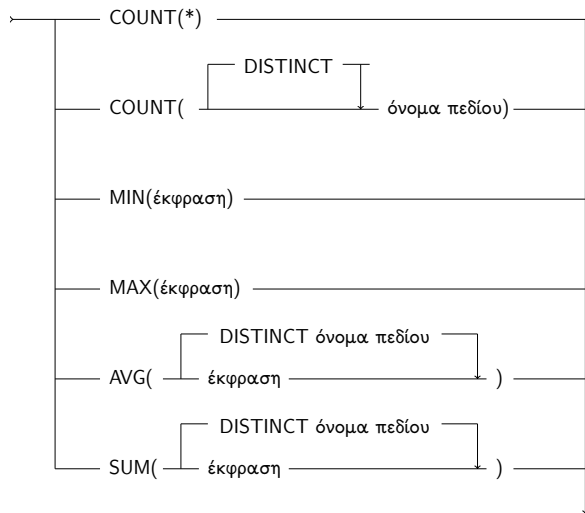 COUNT(*)
DISTINCT
COUNT( όνομα πεδίου)
MIN(έκφραση)
MAX(έκφραση)
DISTINCT όνομα πεδίου
AVG( έκφραση )
DISTINCT όνομα πεδίου
SUM( έκφραση )